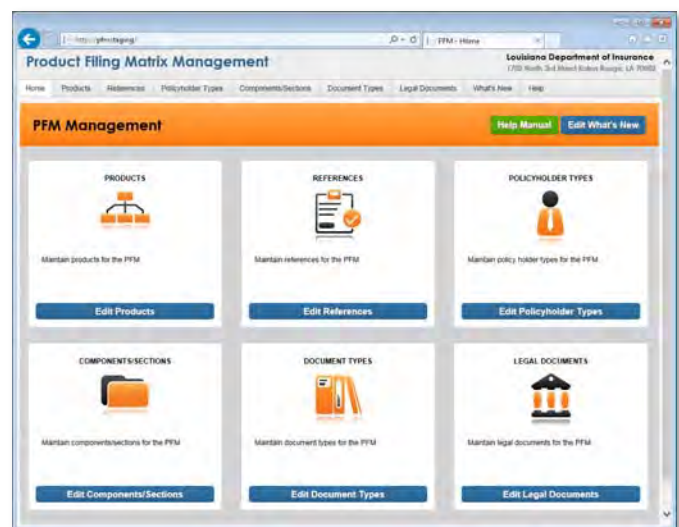 PFM - Home
Product Filing Matrix Management
Louisiana Department of Insurance
Home Products References Policyholder Types Components/Sections Document Types Legal Documents What's New Help
PFM Management
Help Manual Edit What's New
PRODUCTS REFERENCES POLICYHOLDER TYPES
Maintain products for the PFM Maintain references for the PFM Maintain policy holder types for the PFM
Edit Products Edit References Edit Policyholder Types
COMPONENTS/SECTIONS DOCUMENT TYPES LEGAL DOCUMENTS
Maintain components/sections for the PFM Maintain document types for the PFM Maintain legal documents for the PFM
Edit Components/Sections Edit Document Types Edit Legal Documents